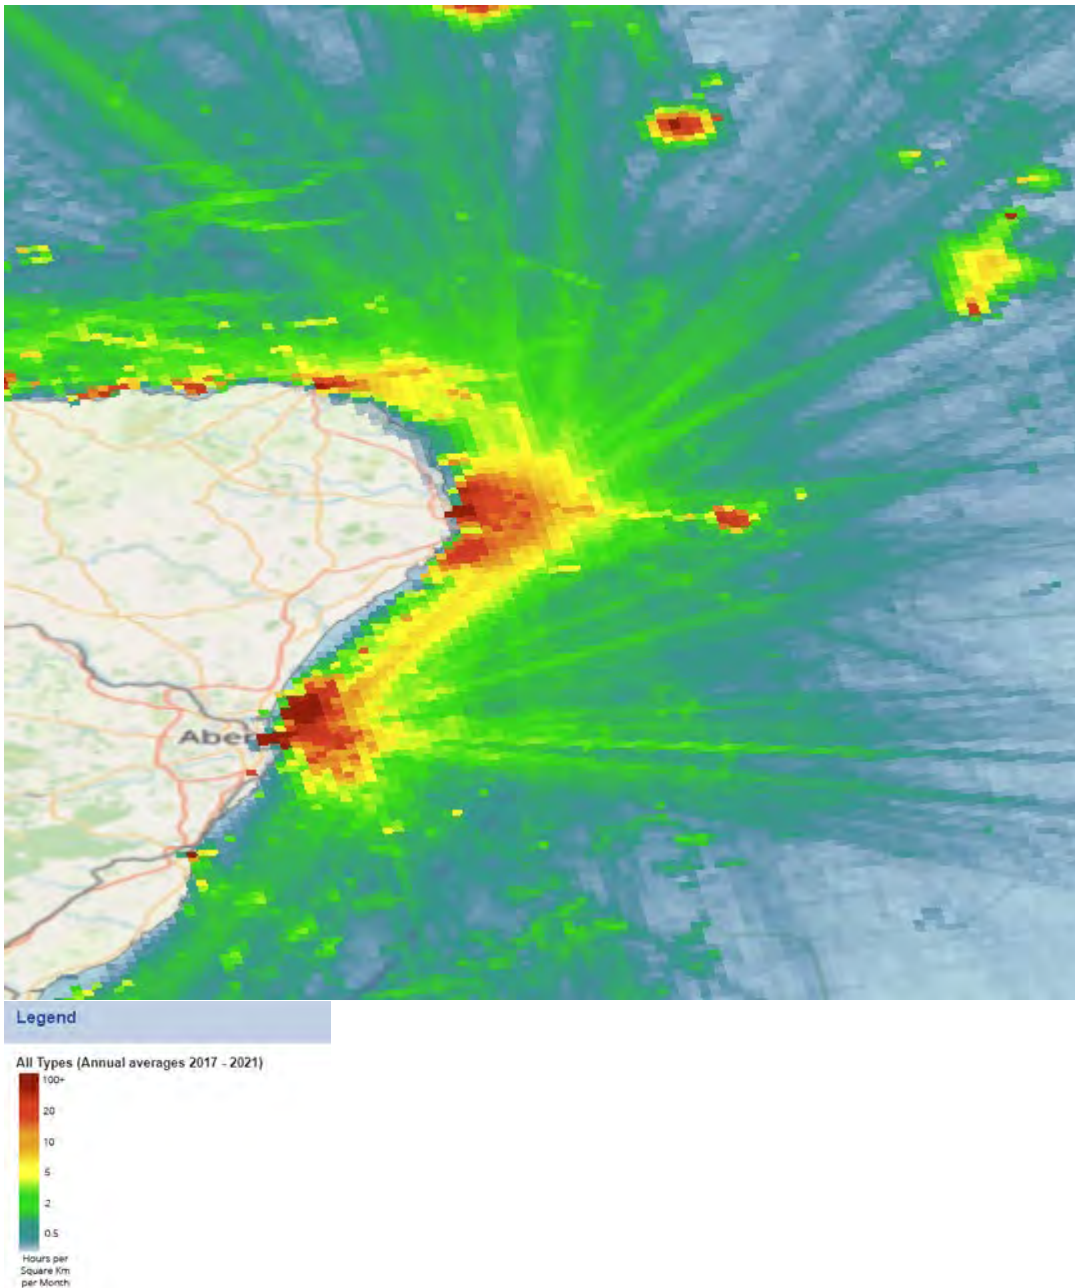 Aber
Legend
All Types (Annual averages 2017 - 2021)
100+
20
10
5
2
0.5
Hours per
Square Km
per Month